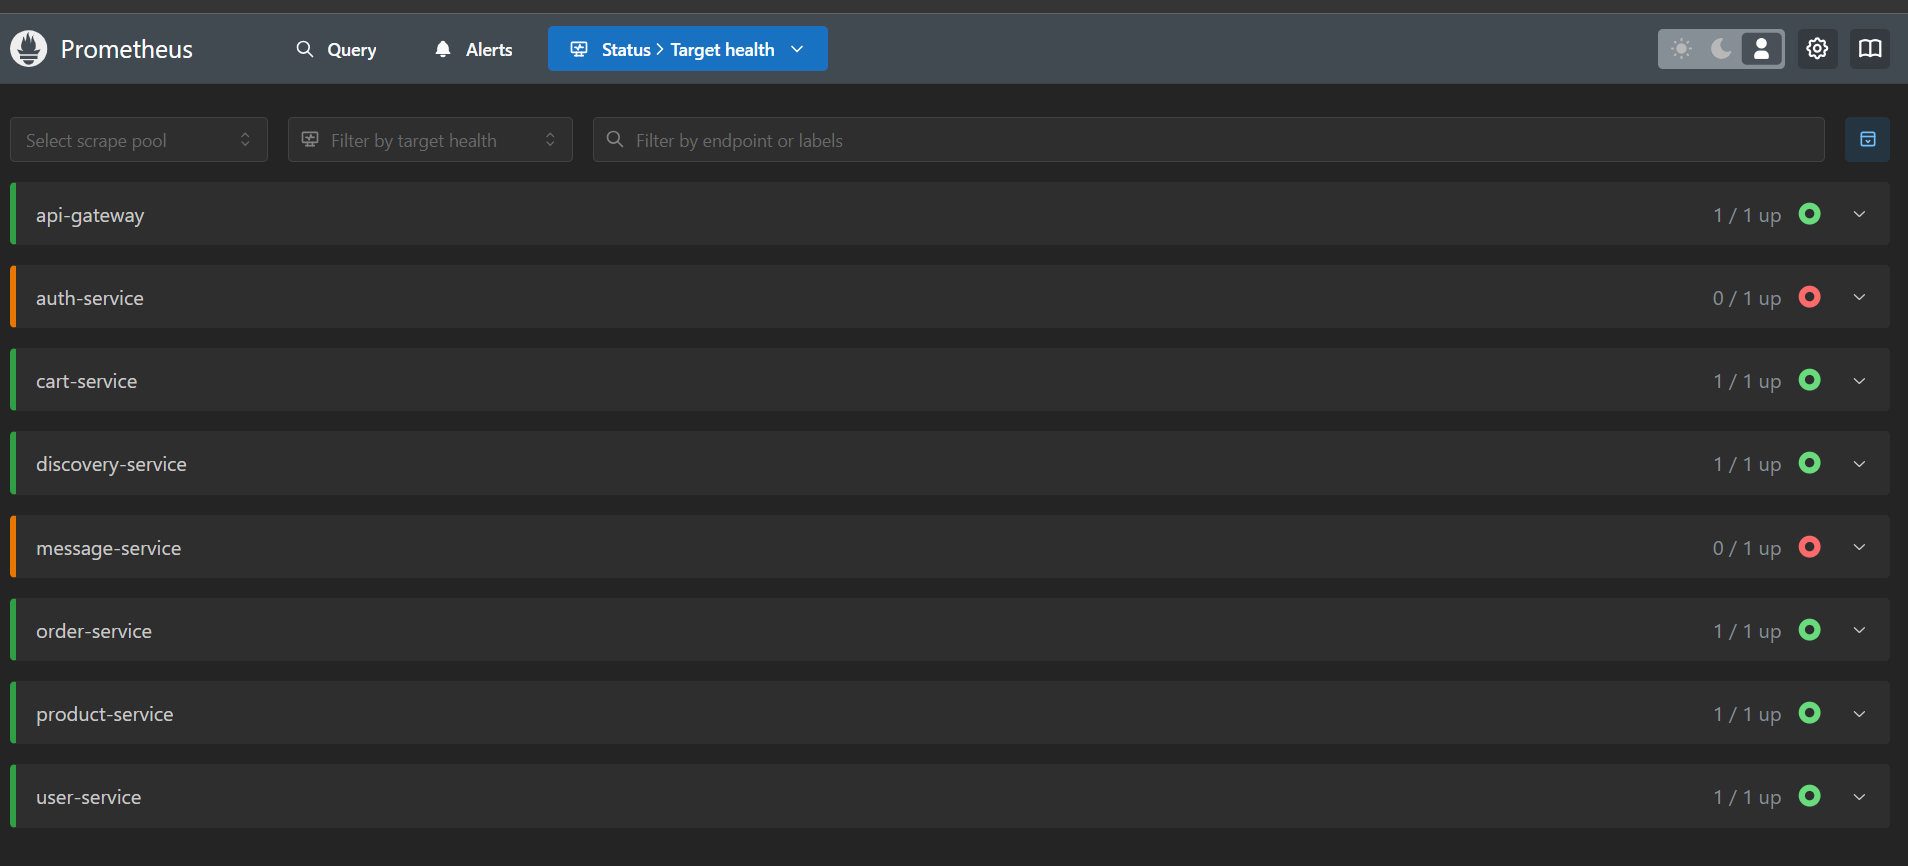 Prometheus Query Alerts Status > Target health
Select scrape pool Filter by target health Filter by endpoint or labels
api-gateway 1 / 1 up
auth-service 0 / 1 up
cart-service 1 / 1 up
discovery-service 1 / 1 up
message-service 0 / 1 up
order-service 1 / 1 up
product-service 1 / 1 up
user-service 1 / 1 up